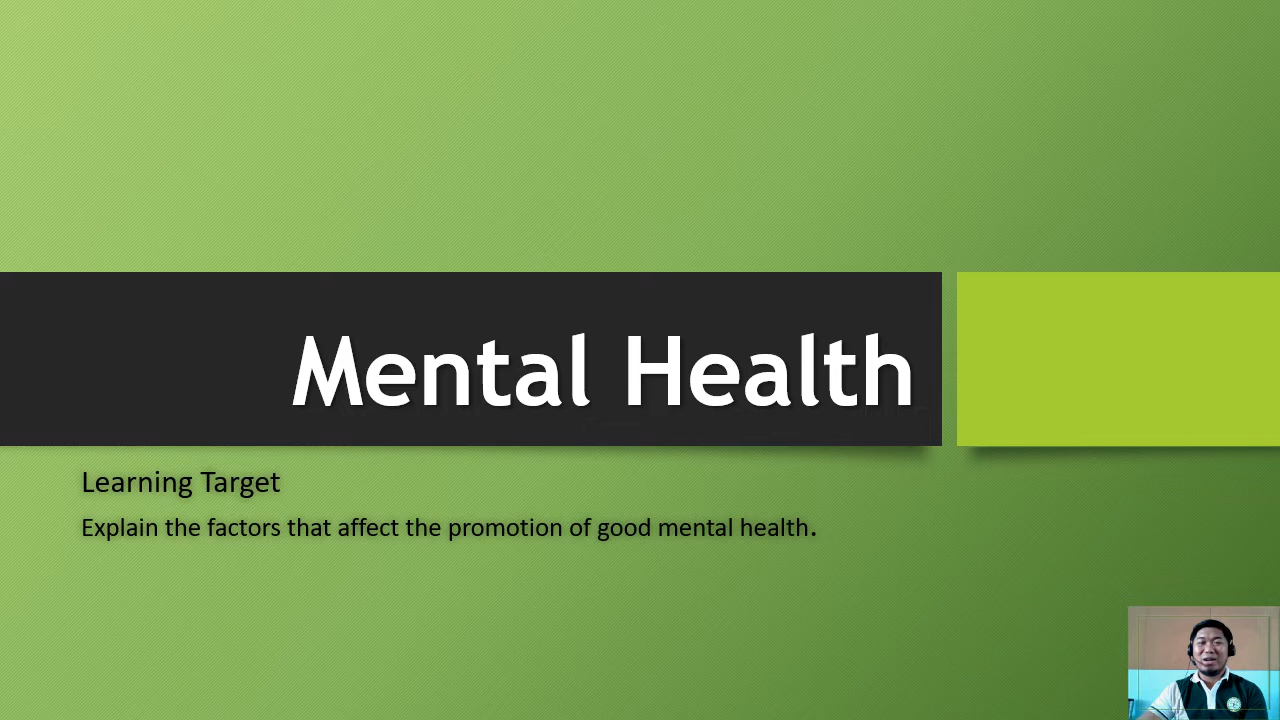 Mental Health
Learning Target
Explain the factors that affect the promotion of good mental health.